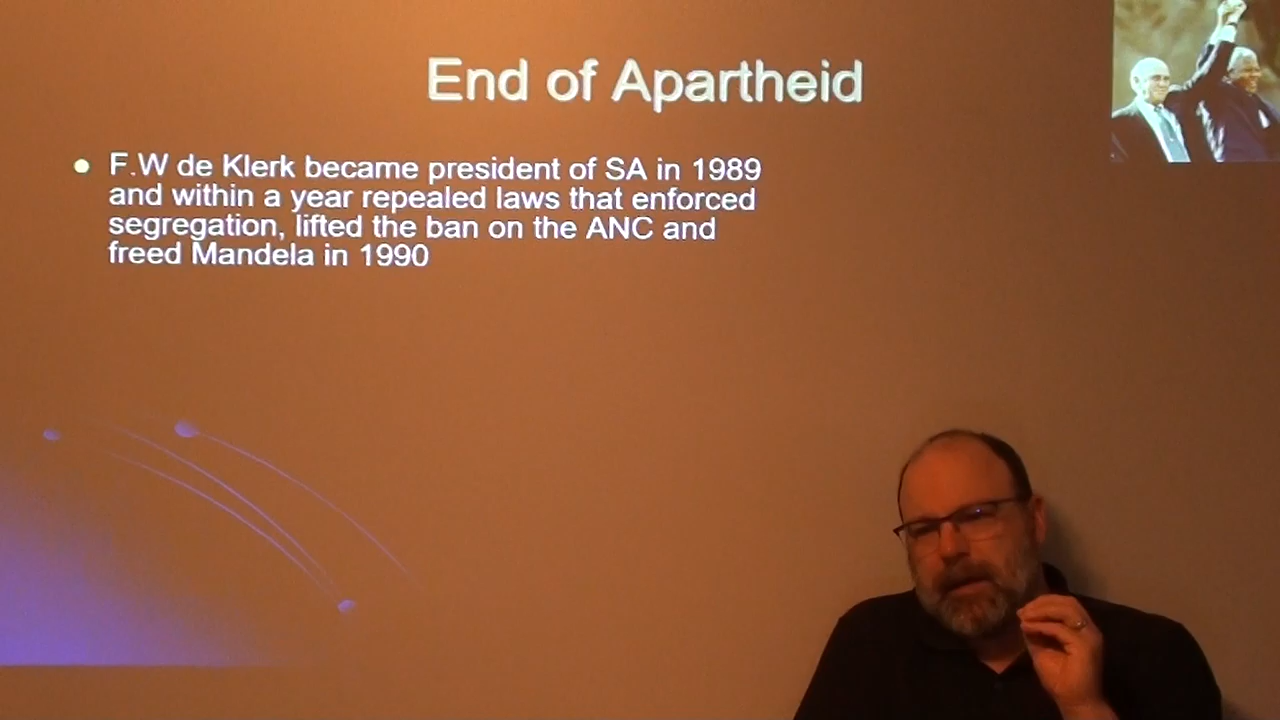 End of Apartheid
F.W de Klerk became president of SA in 1989
and within a year repealed laws that enforced
segregation, lifted the ban on the ANC and
freed Mandela in 1990